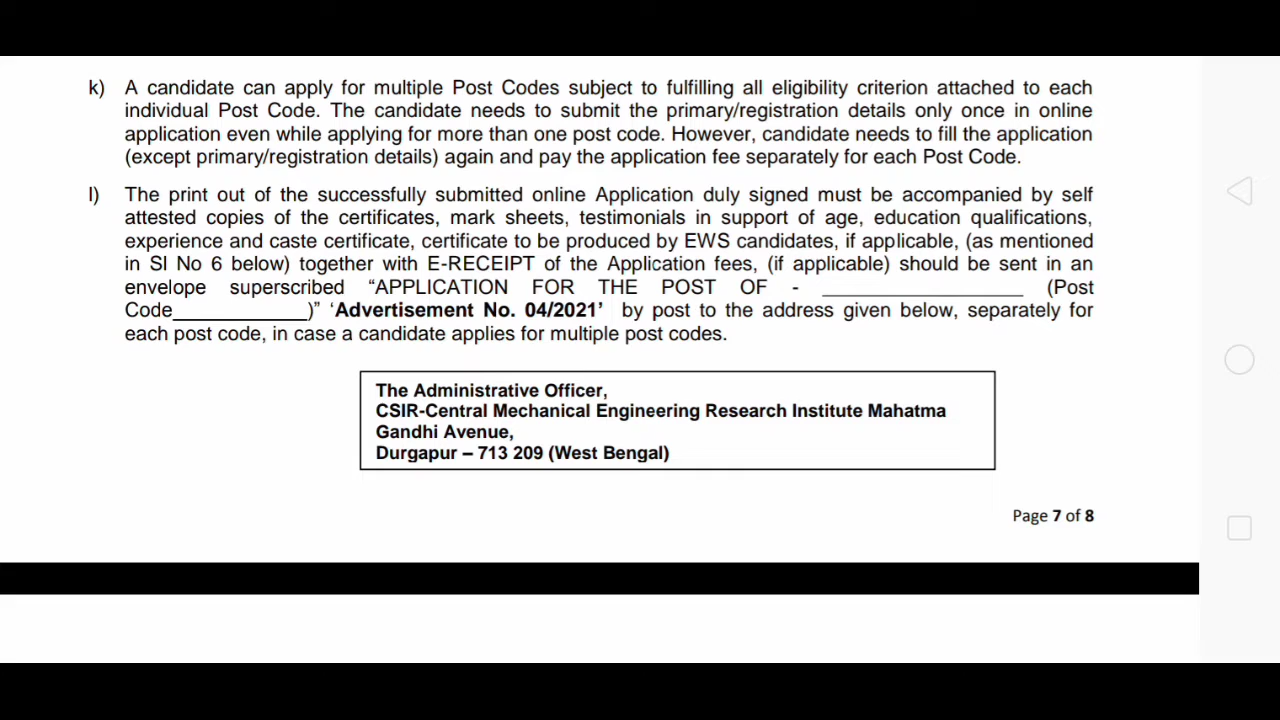 k) A candidate can apply for multiple Post Codes subject to fulfilling all eligibility criterion attached to each
individual Post Code. The candidate needs to submit the primary/registration details only once in online
application even while applying for more than one post code. However, candidate needs to fill the application
(except primary/registration details) again and pay the application fee separately for each Post Code.
l) The print out of the successfully submitted online Application duly signed must be accompanied by self
attested copies of the certificates, mark sheets, testimonials in support of age, education qualifications,
experience and caste certificate, certificate to be produced by EWS candidates, if applicable, (as mentioned
in SI No 6 below) together with E-RECEIPT of the Application fees, (if applicable) should be sent in an
envelope superscribed “APPLICATION FOR THE POST OF - ___________________ (Post
Code_____________)” ‘Advertisement No. 04/2021’ by post to the address given below, separately for
each post code, in case a candidate applies for multiple post codes.
The Administrative Officer,
CSIR-Central Mechanical Engineering Research Institute Mahatma
Gandhi Avenue,
Durgapur – 713 209 (West Bengal)
Page 7 of 8